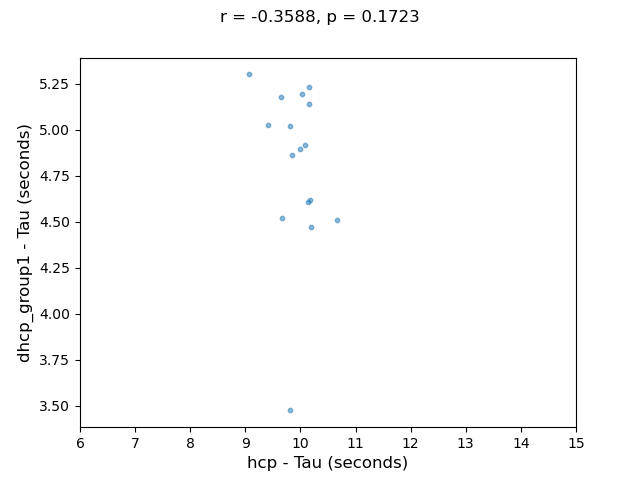 r = -0.3588, p = 0.1723
dhcp_group1 - Tau (seconds)
5.25
5.00
4.75
4.50
4.25
4.00
3.75
3.50
6 7 8 9 10 11 12 13 14 15
hcp - Tau (seconds)